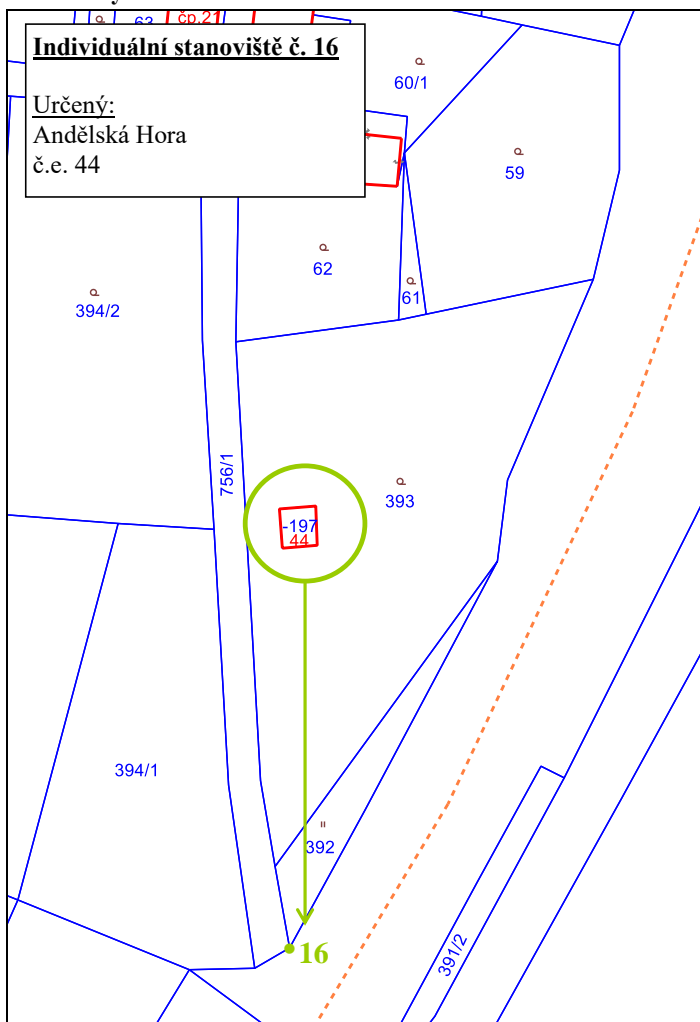 63
čp.21
Individuální stanoviště č. 16
Určený:
Andělská Hora
č.e. 44
60/1
59
62
61
394/2
756/1
393
-197
44
394/1
392
391/2
16